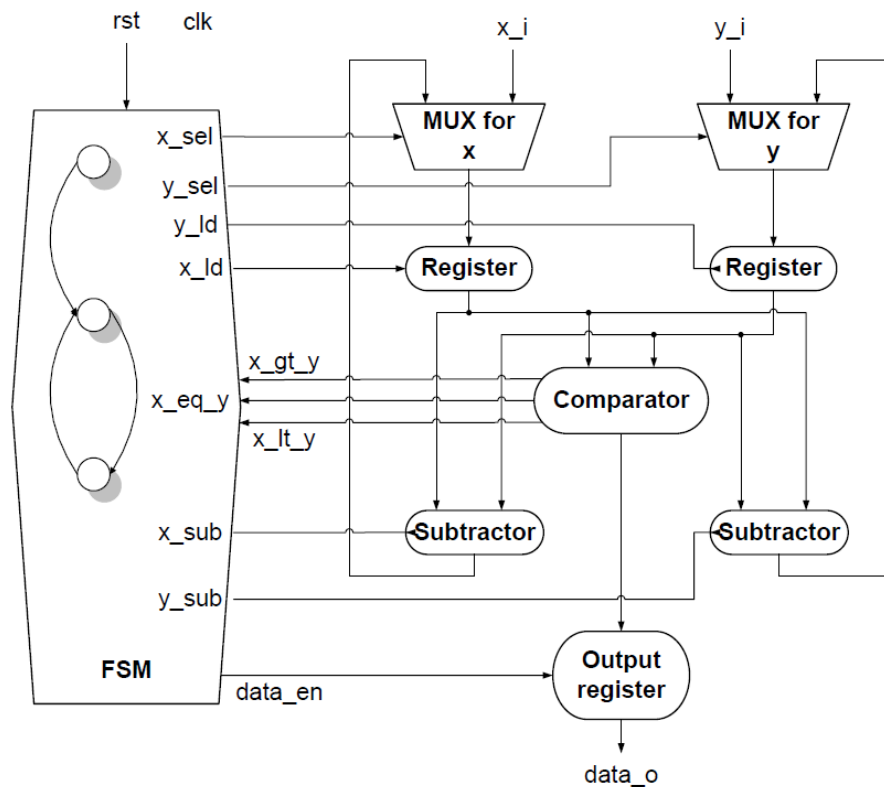 rst clk
x_i y_i
MUX for
x
MUX for
y
x_sel
y_sel
y_ld
x_ld
Register
Register
x_gt_y
x_eq_y
x_lt_y
Comparator
x_sub
Subtractor
Subtractor
y_sub
FSM
data_en
Output
register
data_o